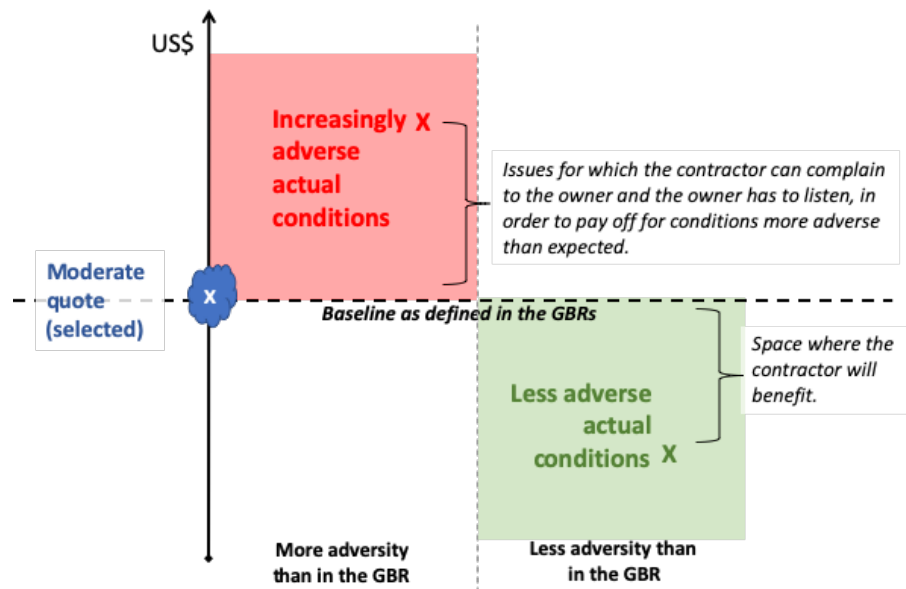 US$
Increasingly X
adverse
actual
conditions
Issues for which the contractor can complain
to the owner and the owner has to listen, in
order to pay off for conditions more adverse
than expected.
Moderate
quote
(selected)
X
Baseline as defined in the GBRs
Space where the
contractor will
benefit.
Less adverse
actual
conditions X
More adversity
than in the GBR
Less adversity than
in the GBR